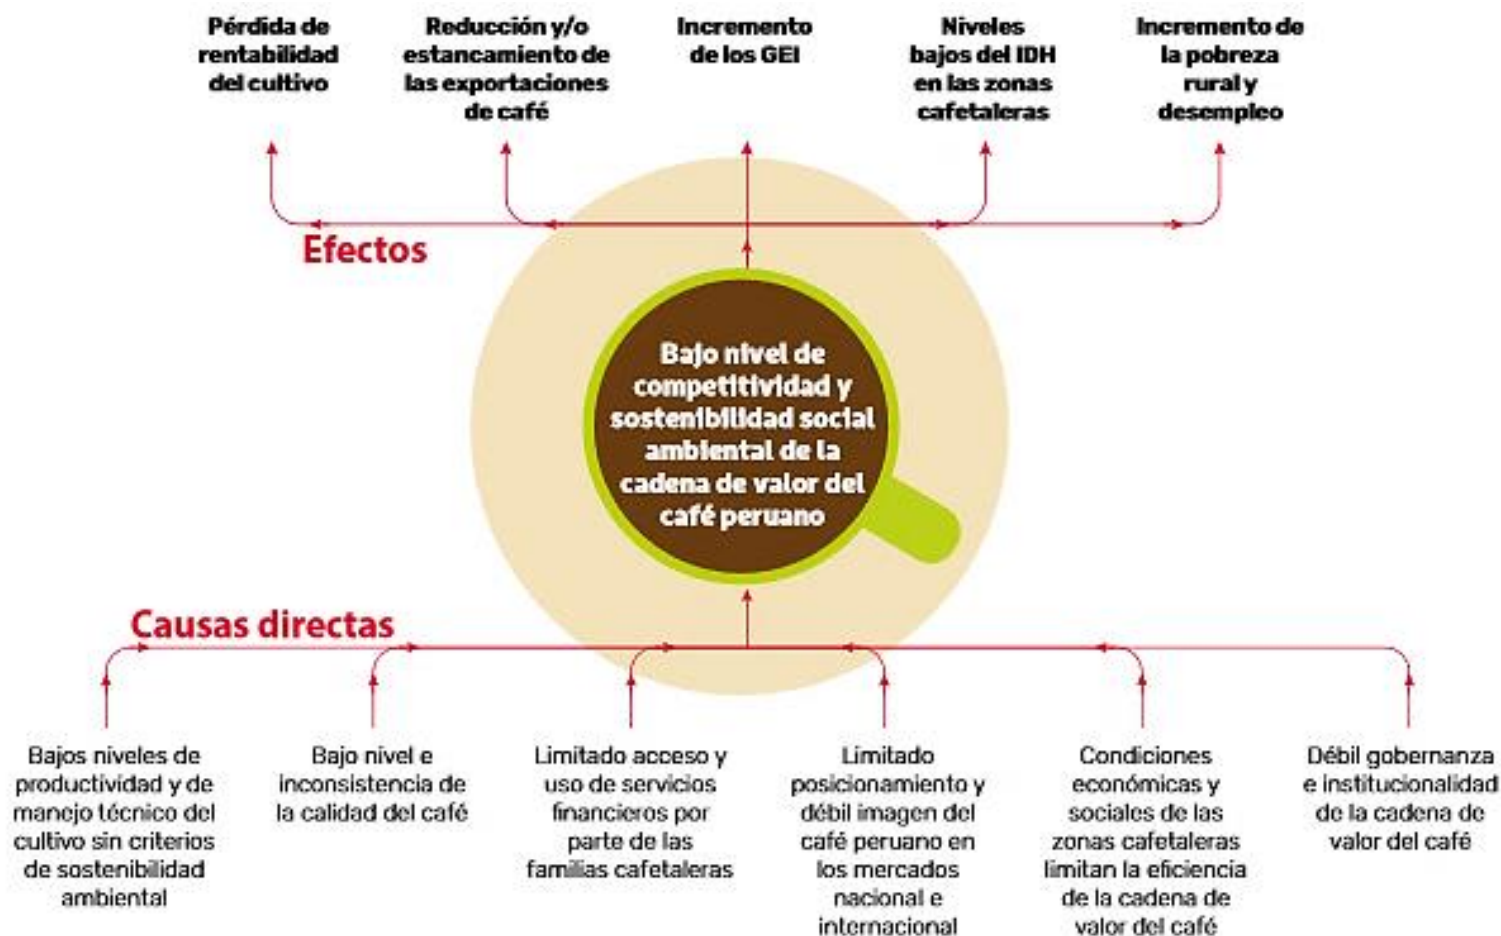 Pérdida de
rentabilidad
del cultivo
Reducción y/o
estancamiento de
las exportaciones
de café
Incremento
de los GEI
Niveles
bajos del IDH
en las zonas
cafetaleras
Incremento de
la pobreza
rural y
desempleo
Efectos
Bajo nivel de
competitividad y
sostenibilidad social
ambiental de la
cadena de valor del
café peruano
Causas directas
Bajos niveles de
productividad y de
manejo técnico del
cultivo sin criterios
de sostenibilidad
ambiental
Bajo nivel e
inconsistencia de
la calidad del café
Limitado acceso y
uso de servicios
financieros por
parte de las
familias cafetaleras
Limitado
posicionamiento y
débil imagen del
café peruano en
los mercados
nacional e
internacional
Condiciones
económicas y
sociales de las
zonas cafetaleras
limitan la eficiencia
de la cadena de
valor del café
Débil gobernanza
e institucionalidad
de la cadena de
valor del café